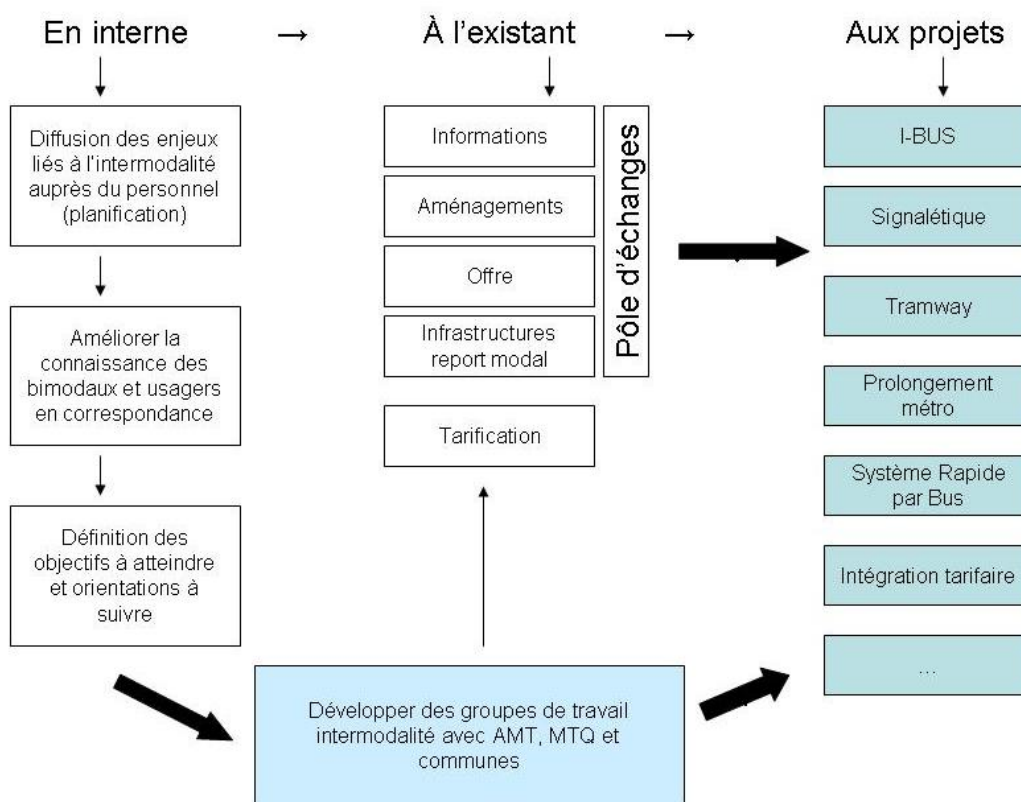 En interne → À l'existant → Aux projets
Diffusion des enjeux
liés à l'intermodalité
auprès du personnel
(planification)
Améliorer la
connaissance des
bimodaux et usagers
en correspondance
Définition des
objectifs à atteindre
et orientations à
suivre
Informations
Aménagements
Offre
Infrastructures
report modal
Pôle d'échanges
Tarification
Développer des groupes de travail
intermodalité avec AMT, MTQ et
communes
I-BUS
Signalétique
Tramway
Prolongement
métro
Système Rapide
par Bus
Intégration tarifaire
...